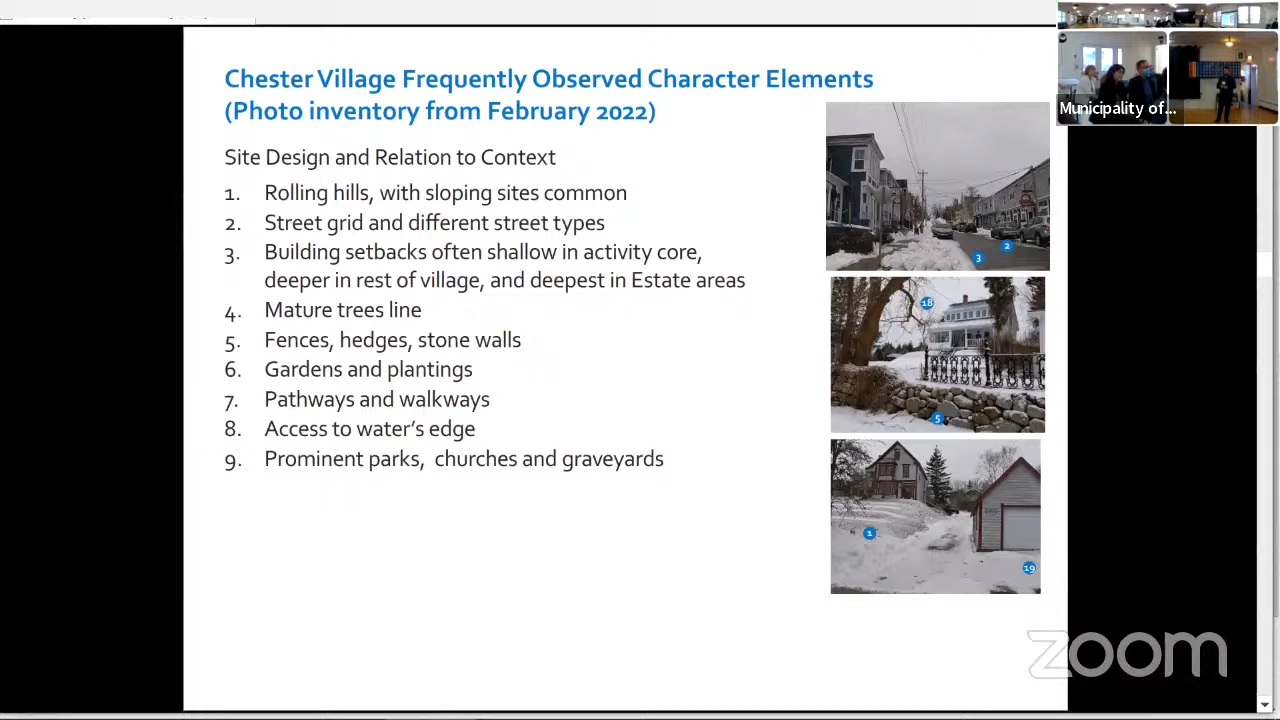 Chester Village Frequently Observed Character Elements
(Photo inventory from February 2022)
Site Design and Relation to Context
1. Rolling hills, with sloping sites common
2. Street grid and different street types
3. Building setbacks often shallow in activity core,
deeper in rest of village, and deepest in Estate areas
4. Mature trees line
5. Fences, hedges, stone walls
6. Gardens and plantings
7. Pathways and walkways
8. Access to water's edge
9. Prominent parks, churches and graveyards
2
3
18
5
1
19
Municipality of...
zoom